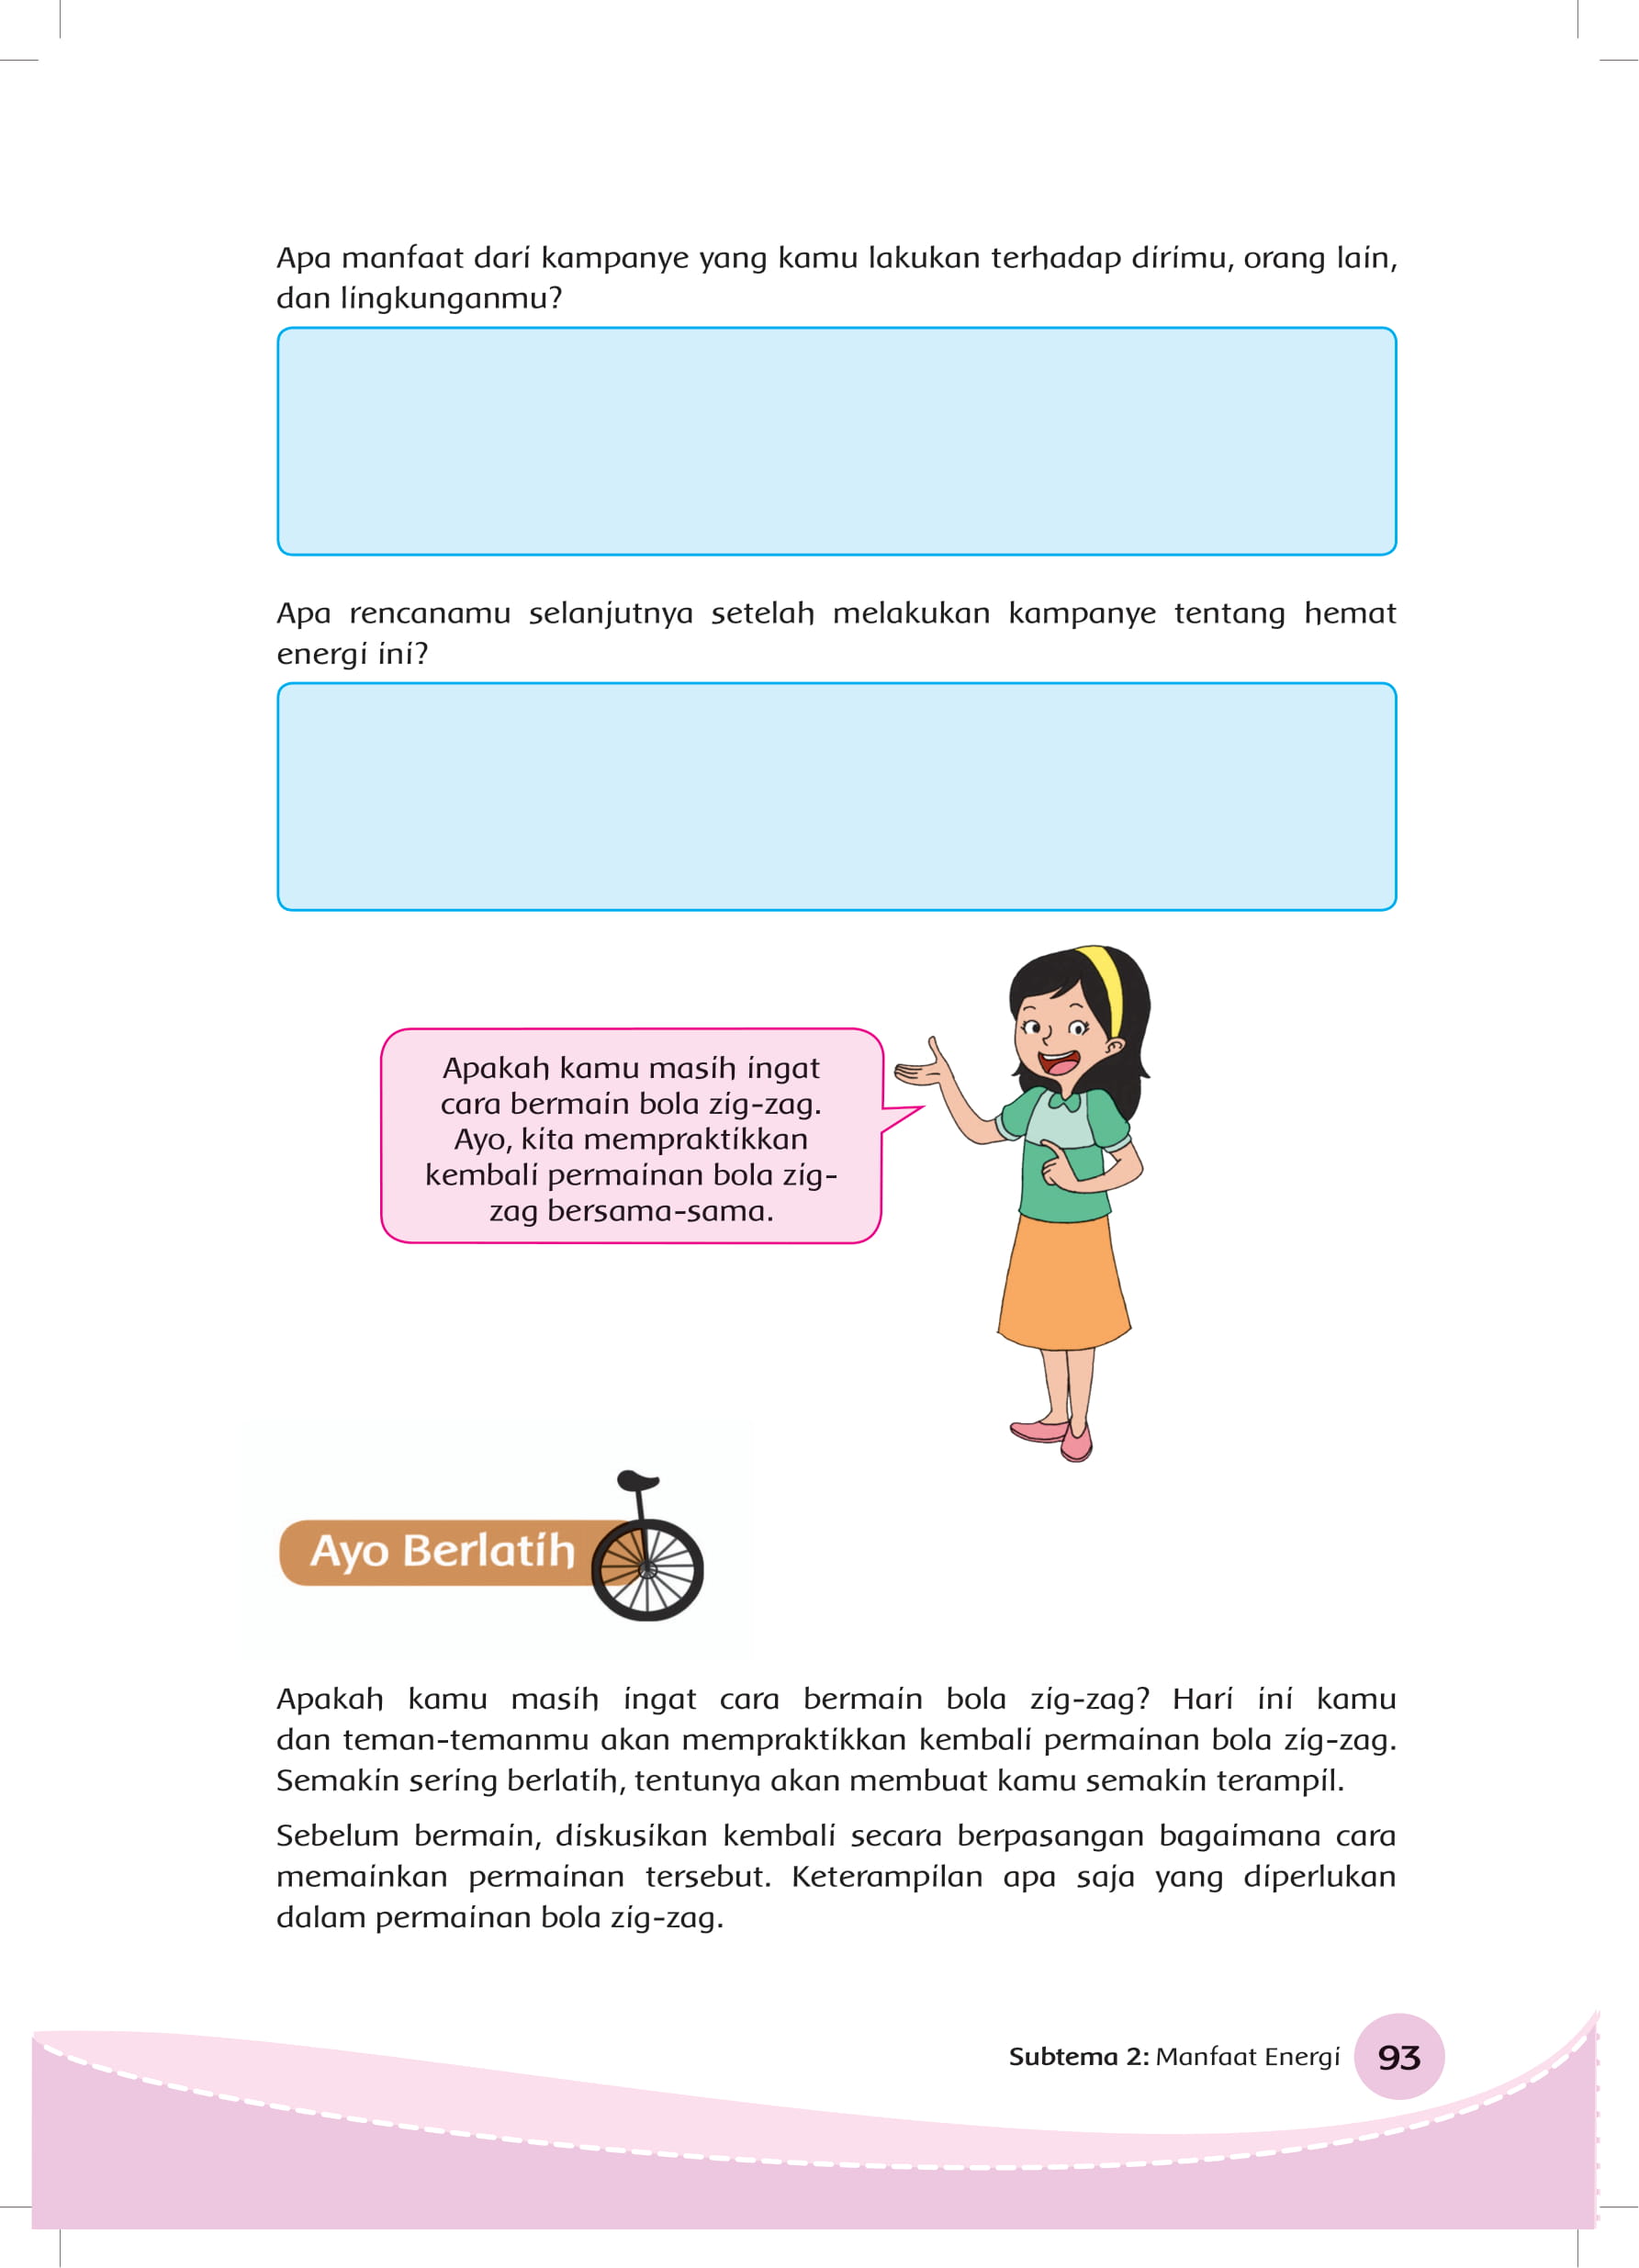 Apa manfaat dari kampanye yang kamu lakukan terhadap dirimu, orang lain,
dan lingkunganmu?
Apa rencanamu selanjutnya setelah melakukan kampanye tentang hemat
energi ini?
Apakah kamu masih ingat
cara bermain bola zig-zag.
Ayo, kita mempraktikkan
kembali permainan bola zig-
zag bersama-sama.
Ayo Berlatih
Apakah kamu masih ingat cara bermain bola zig-zag? Hari ini kamu
dan teman-temanmu akan mempraktikkan kembali permainan bola zig-zag.
Semakin sering berlatih, tentunya akan membuat kamu semakin terampil.
Sebelum bermain, diskusikan kembali secara berpasangan bagaimana cara
memainkan permainan tersebut. Keterampilan apa saja yang diperlukan
dalam permainan bola zig-zag.
Subtema 2: Manfaat Energi 93